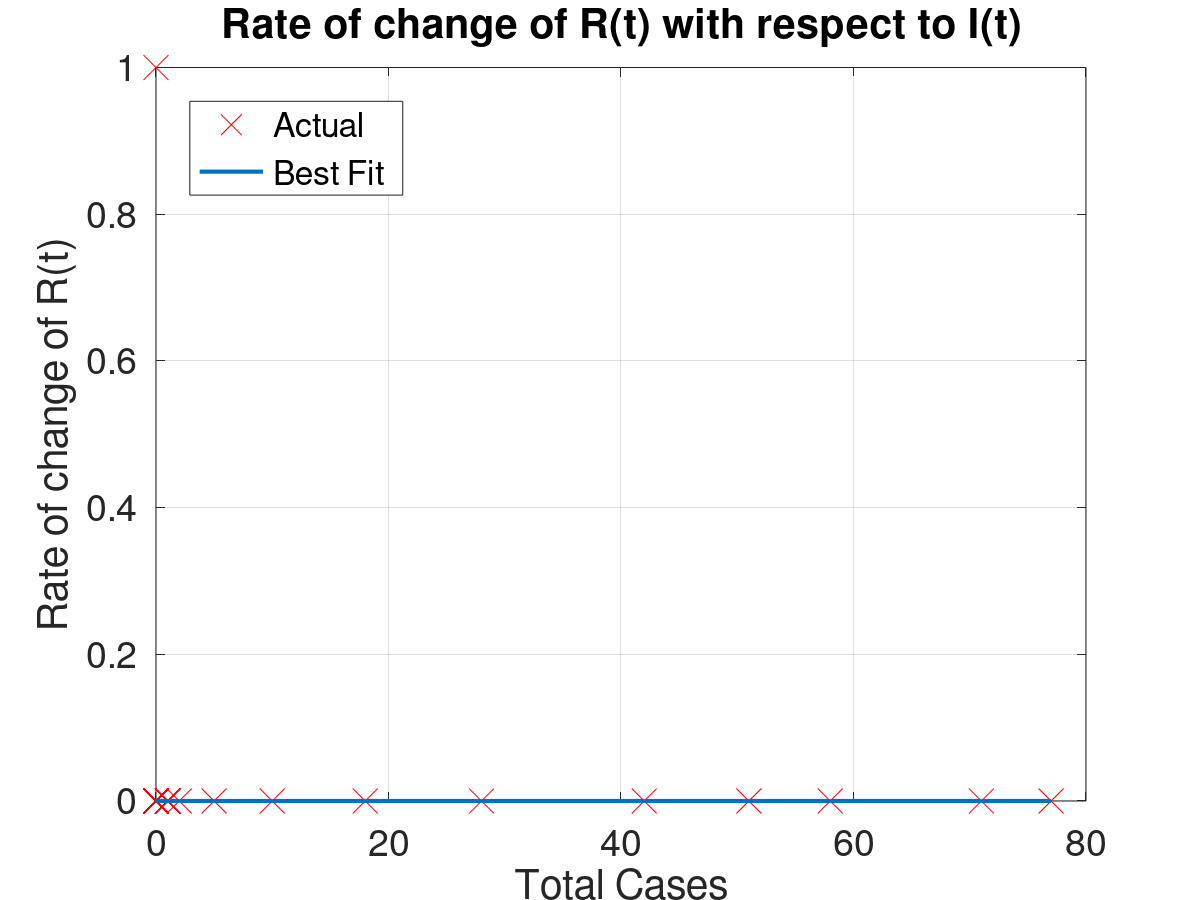 Rate of change of R(t) with respect to I(t)
1
Actual
Best Fit
0.8
0.6
0.4
0.2
0
Rate of change of R(t)
0 20 40 60 80
Total Cases